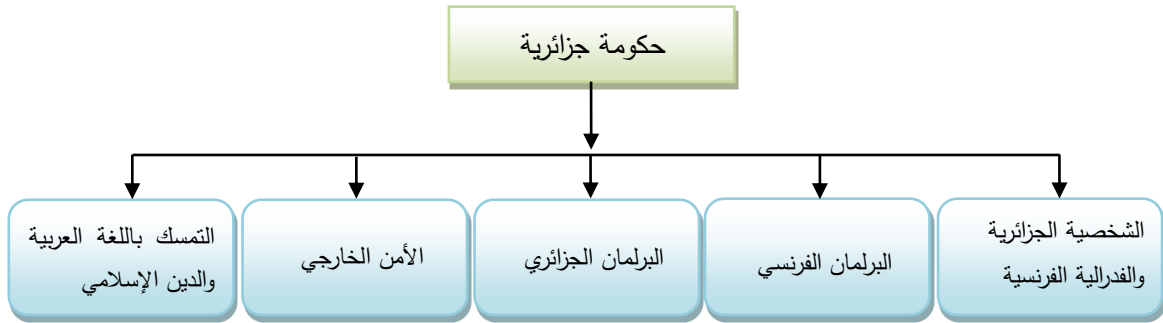 حكومة جزائرية
الشخصية الجزائرية
والفدرالية الفرنسية
البرلمان الفرنسي
البرلمان الجزائري
الأمن الخارجي
التمسك باللغة العربية
والدين الإسلامي